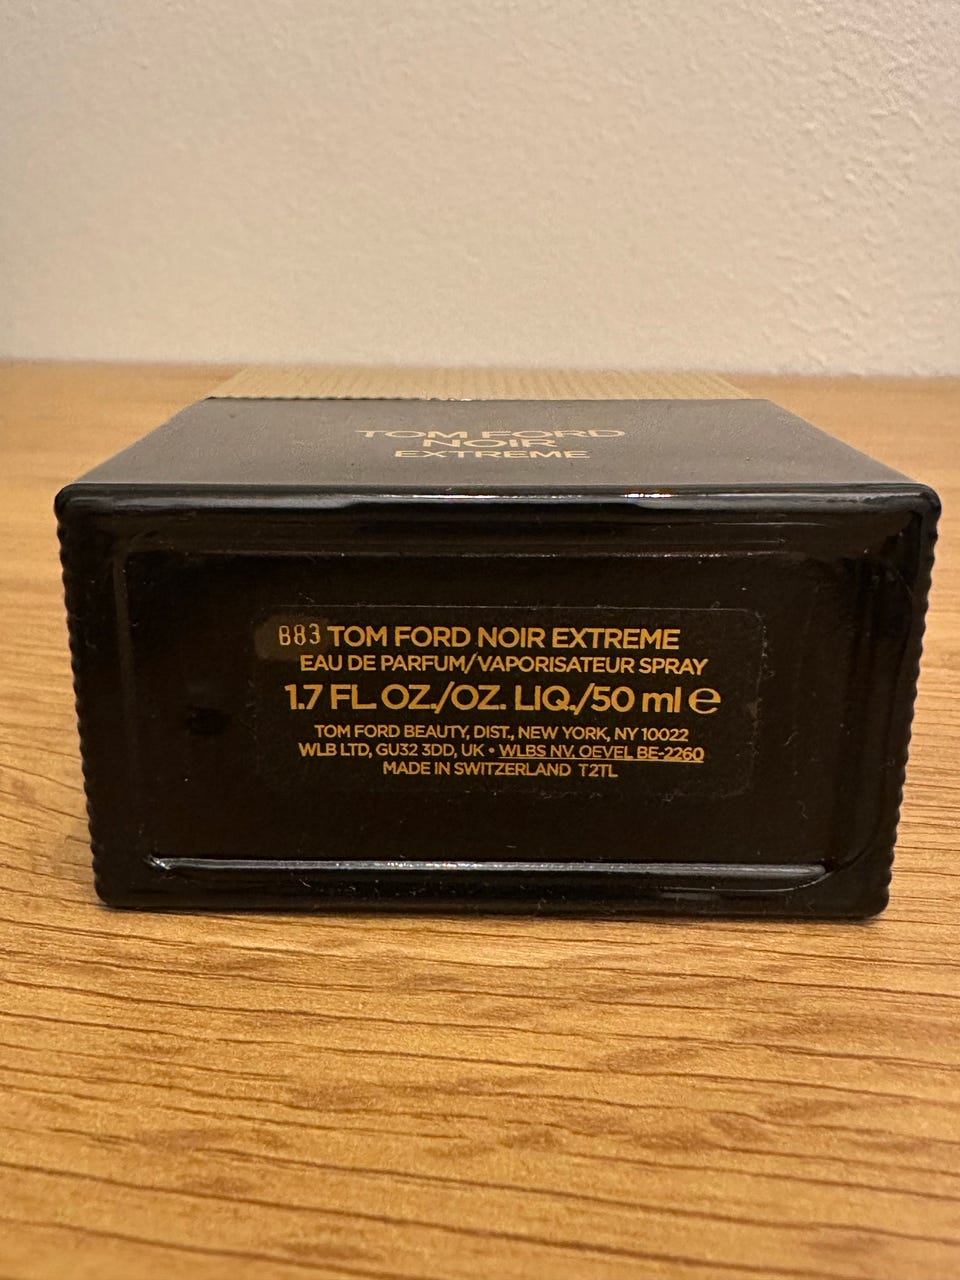 TOM FORD
NOIR
EXTREME
B83 TOM FORD NOIR EXTREME
EAU DE PARFUM/VAPORISATEUR SPRAY
1.7 FL OZ./OZ. LIQ./50 ml ℮
TOM FORD BEAUTY, DIST., NEW YORK, NY 10022
WLB LTD, GU32 3DD, UK • WLBS NV. OEVEL BE-2260
MADE IN SWITZERLAND T2TL